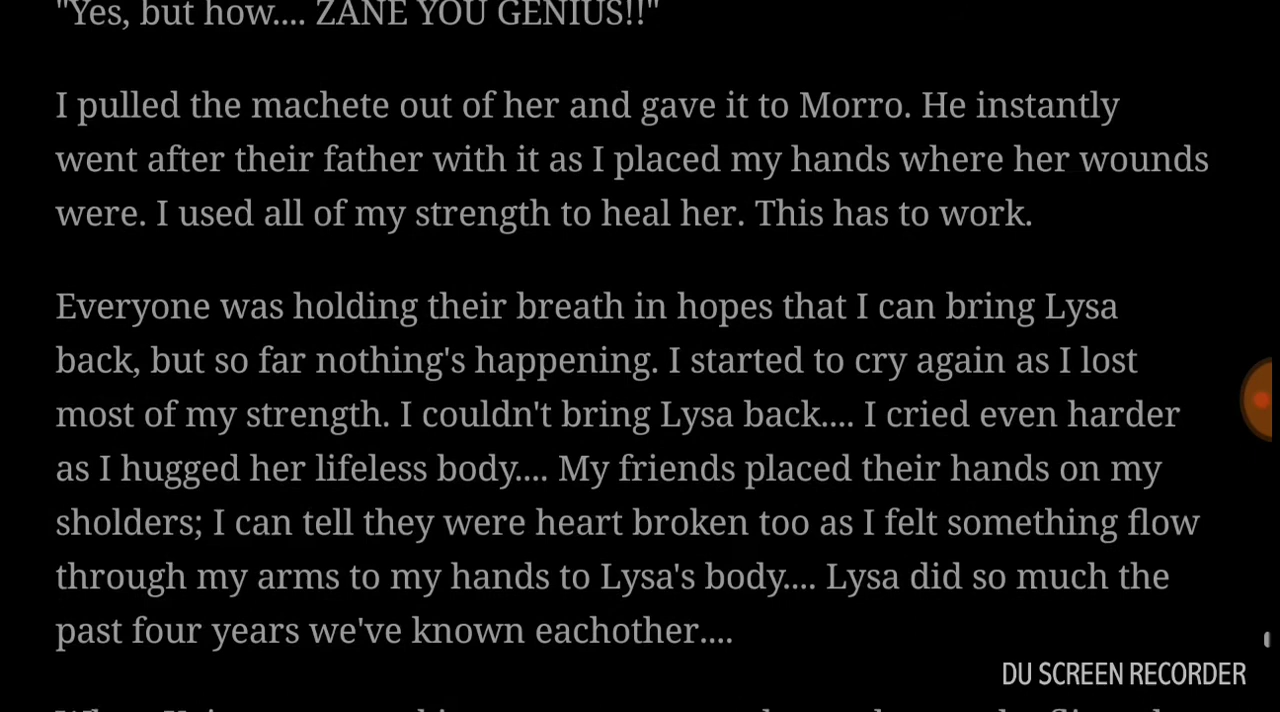 "Yes, but how.... ZANE YOU GENIUS!!"
I pulled the machete out of her and gave it to Morro. He instantly
went after their father with it as I placed my hands where her wounds
were. I used all of my strength to heal her. This has to work.
Everyone was holding their breath in hopes that I can bring Lysa
back, but so far nothing's happening. I started to cry again as I lost
most of my strength. I couldn't bring Lysa back.... I cried even harder
as I hugged her lifeless body.... My friends placed their hands on my
sholders; I can tell they were heart broken too as I felt something flow
through my arms to my hands to Lysa's body.... Lysa did so much the
past four years we've known eachother....
DU SCREEN RECORDER